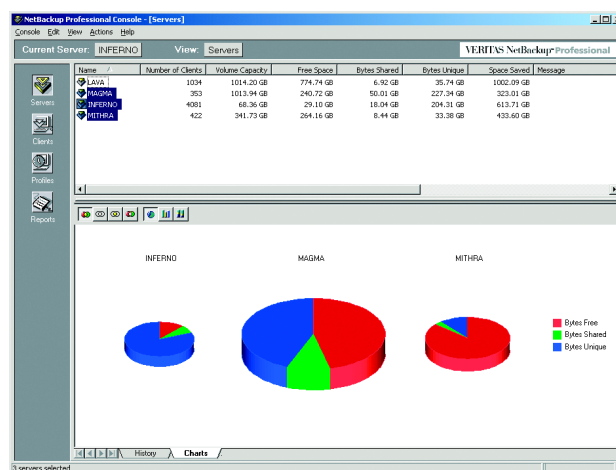 NetBackup Professional Console - [Servers]
Console Edit View Actions Help
Current Server: INFERNO View: Servers VERITAS NetBackup Professional
Name Number of Clients Volume Capacity Free Space Bytes Shared Bytes Unique Space Saved Message
LAVA 1034 1014.20 GB 774.74 GB 6.92 GB 35.74 GB 1002.09 GB
MAGMA 353 1013.94 GB 240.72 GB 50.01 GB 227.34 GB 323.01 GB
INFERNO 4081 68.36 GB 29.10 GB 18.04 GB 204.31 GB 613.71 GB
MITHRA 422 341.73 GB 264.16 GB 8.44 GB 33.38 GB 433.60 GB
Servers
Clients
Profiles
Reports
INFERNO MAGMA MITHRA
Bytes Free
Bytes Shared
Bytes Unique
History Charts
3 servers selected